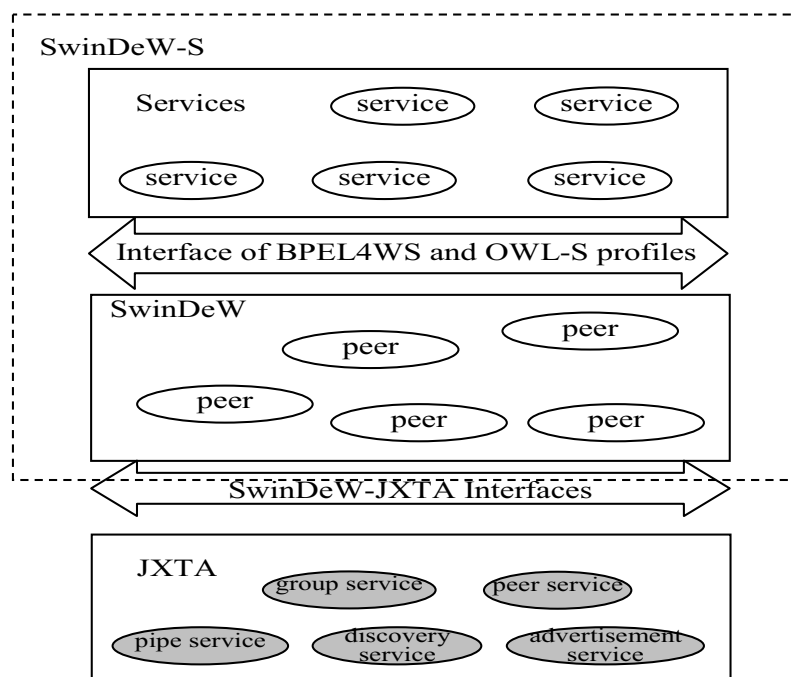 SwinDeW-S
Services
service
service
service
service
service
Interface of BPEL4WS and OWL-S profiles
SwinDeW
peer
peer
peer
peer
peer
SwinDeW-JXTA Interfaces
JXTA
group service
peer service
pipe service
discovery
service
advertisement
service